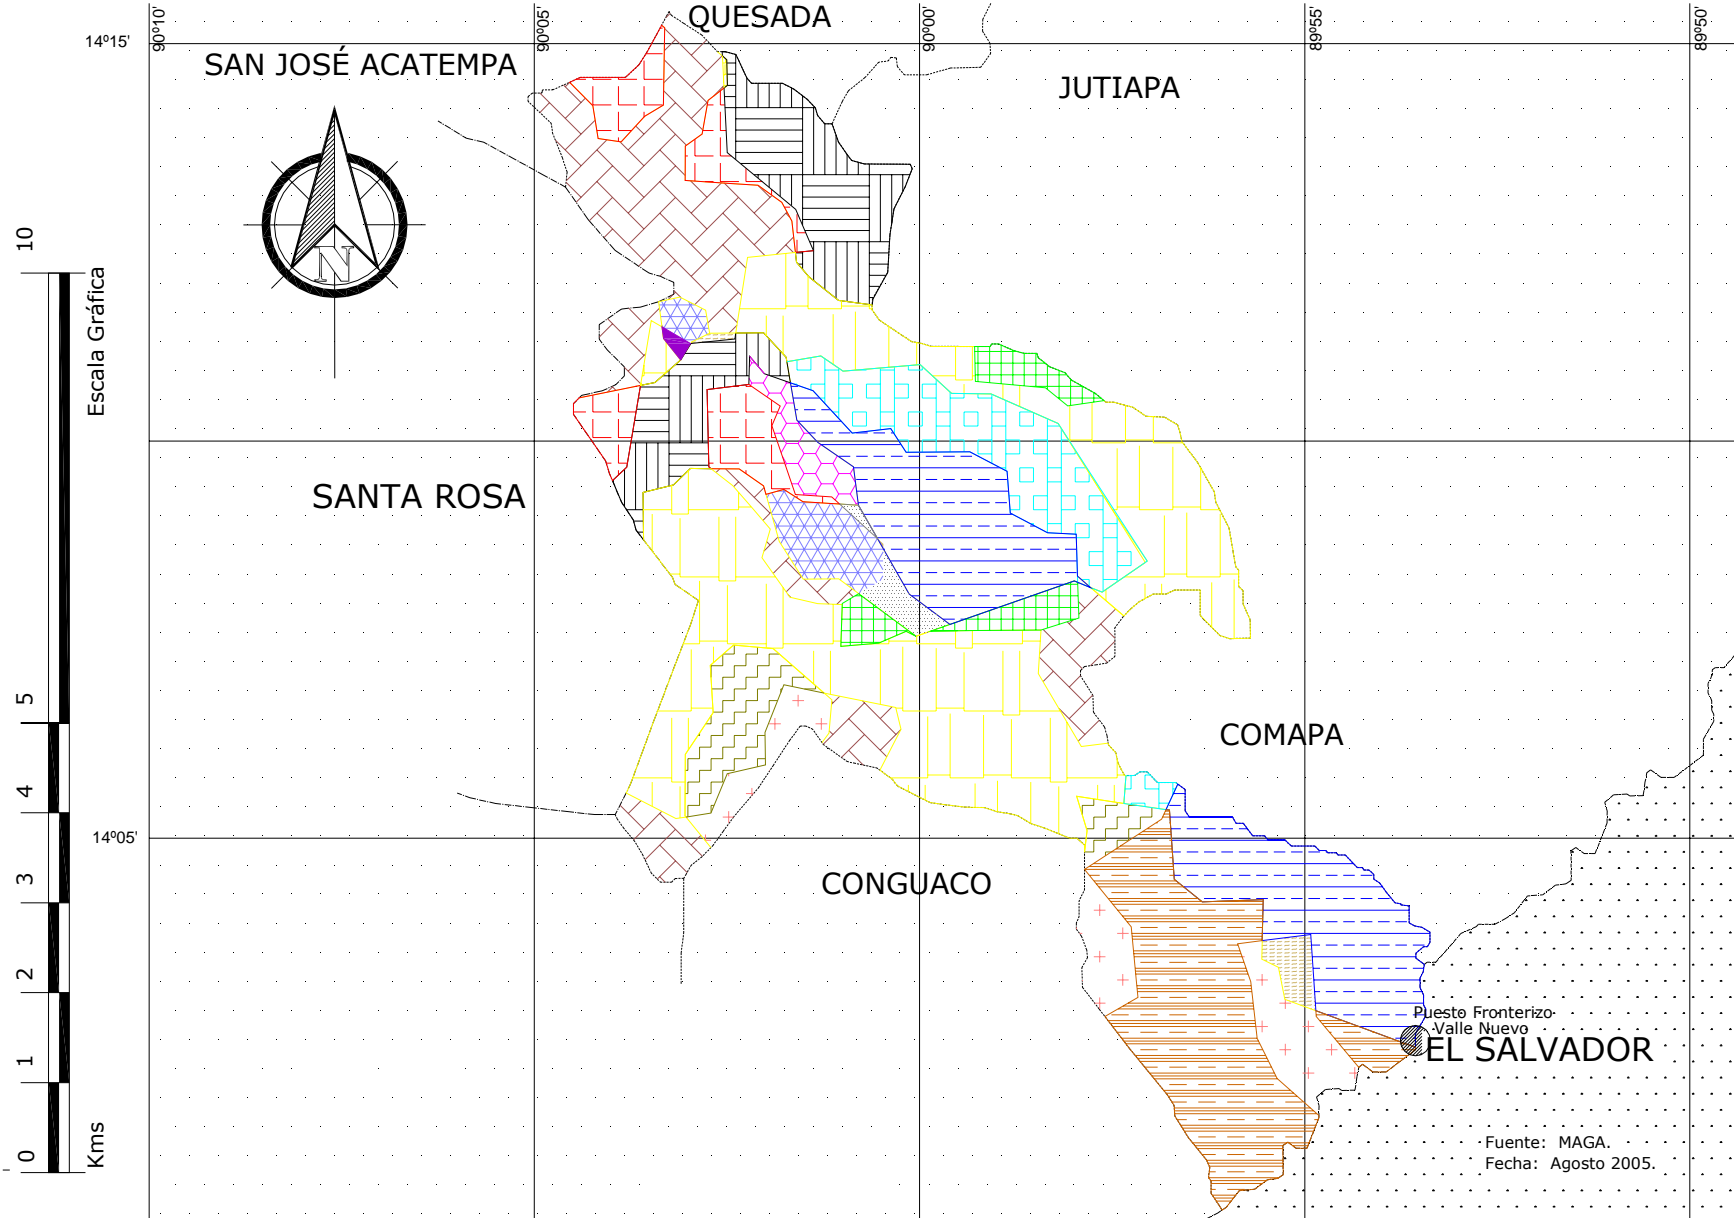 90º10'
90º05'
QUESADA
90º00'
89º55'
89º50'
14º15'
SAN JOSÉ ACATEMPA
JUTIAPA
N
10
Escala Gráfica
SANTA ROSA
5
COMAPA
4
14º05'
3
CONGUACO
2
Puesto Fronterizo
Valle Nuevo
EL SALVADOR
1
Kms
0
Fuente: MAGA.
Fecha: Agosto 2005.